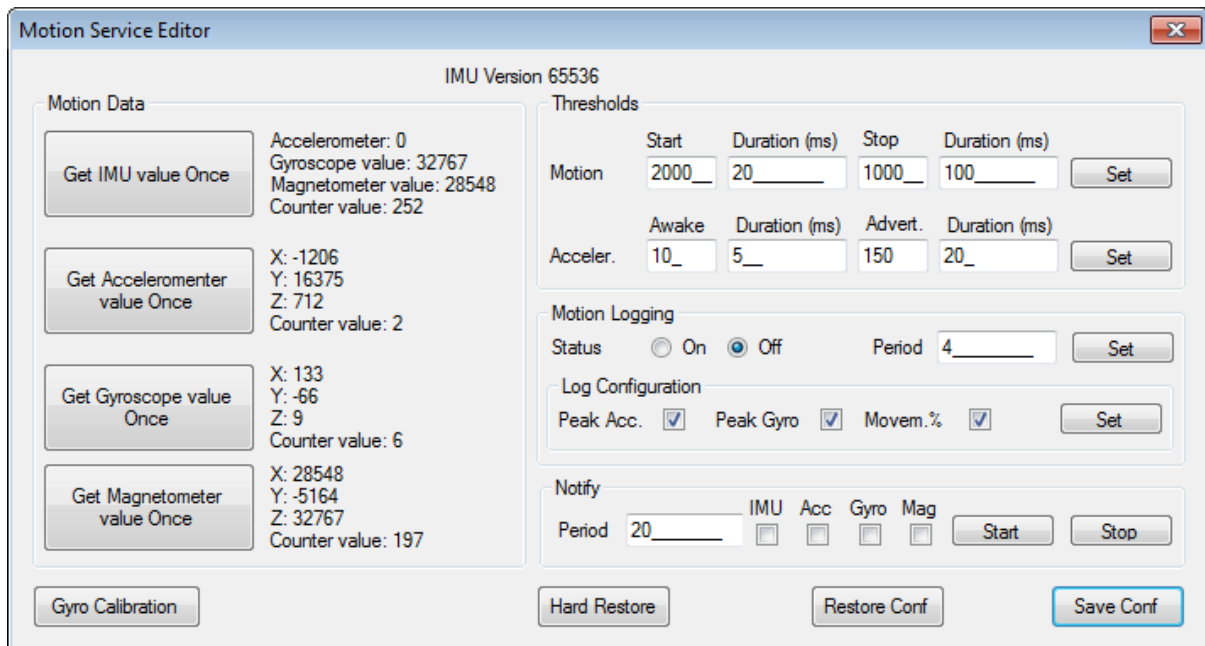 Motion Service Editor
IMU Version 65536
Motion Data
Get IMU value Once
Accelerometer: 0
Gyroscope value: 32767
Magnetometer value: 28548
Counter value: 252
Get Acceleromenter
value Once
X: -1206
Y: 16375
Z: 712
Counter value: 2
Get Gyroscope value
Once
X: 133
Y: -66
Z: 9
Counter value: 6
Get Magnetometer
value Once
X: 28548
Y: -5164
Z: 32767
Counter value: 197
Thresholds
Start Duration (ms) Stop Duration (ms)
Motion 2000__ 20_______ 1000__ 100______ Set
Awake Duration (ms) Advert. Duration (ms)
Acceler. 10_ 5__ 150 20_ Set
Motion Logging
Status On Off Period 4________ Set
Log Configuration
Peak Acc. Peak Gyro Movem.% Set
Notify
IMU Acc Gyro Mag
Period 20_______ Start Stop
Gyro Calibration Hard Restore Restore Conf Save Conf